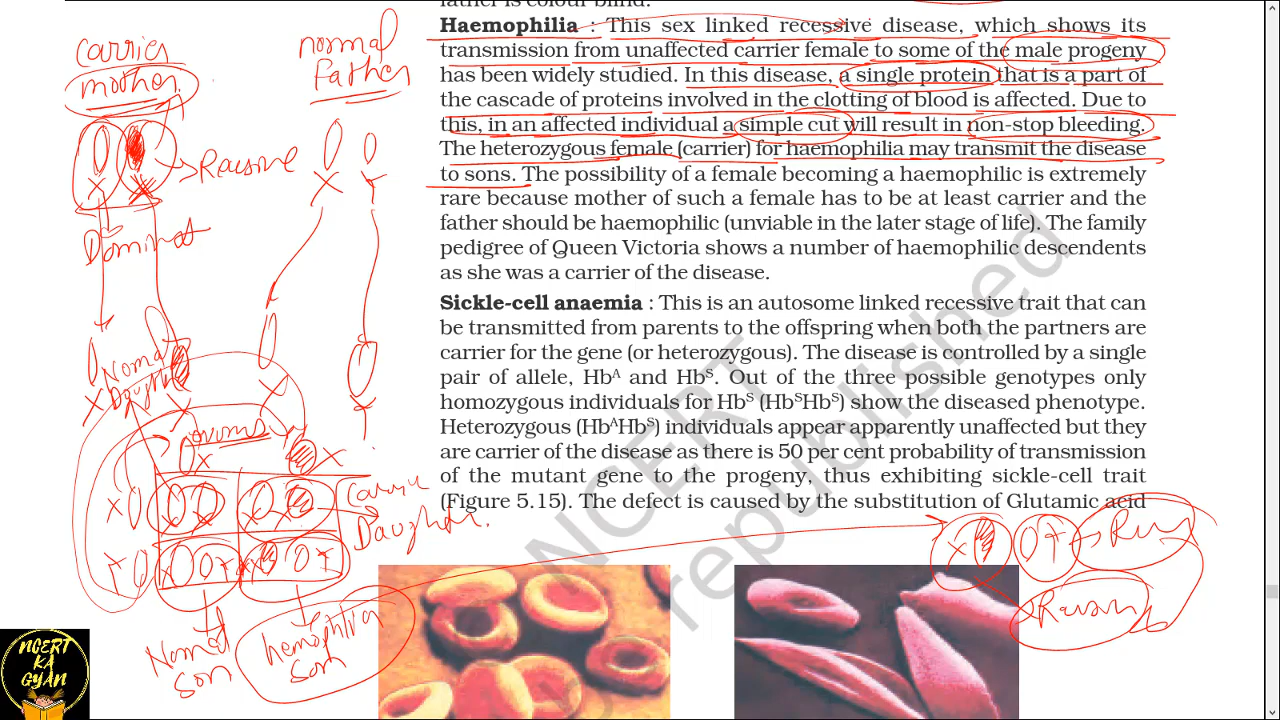 father is colour blind.
Haemophilia : This sex linked recessive disease, which shows its
transmission from unaffected carrier female to some of the male progeny
has been widely studied. In this disease, a single protein that is a part of
the cascade of proteins involved in the clotting of blood is affected. Due to
this, in an affected individual a simple cut will result in non-stop bleeding.
The heterozygous female (carrier) for haemophilia may transmit the disease
to sons. The possibility of a female becoming a haemophilic is extremely
rare because mother of such a female has to be at least carrier and the
father should be haemophilic (unviable in the later stage of life). The family
pedigree of Queen Victoria shows a number of haemophilic descendents
as she was a carrier of the disease.
Sickle-cell anaemia : This is an autosome linked recessive trait that can
be transmitted from parents to the offspring when both the partners are
carrier for the gene (or heterozygous). The disease is controlled by a single
pair of allele, Hbᴬ and Hbˢ. Out of the three possible genotypes only
homozygous individuals for Hbˢ (HbˢHbˢ) show the diseased phenotype.
Heterozygous (HbᴬHbˢ) individuals appear apparently unaffected but they
are carrier of the disease as there is 50 per cent probability of transmission
of the mutant gene to the progeny, thus exhibiting sickle-cell trait
(Figure 5.15). The defect is caused by the substitution of Glutamic acid
carrier
mother
normal
Father
X X
X Y
Normal
Daughter
X
X
X
Y
X
X
Daughter
Normal
son
hemophilia
son
X
Y
NCERT
republished
NCERT
KA
GYAN